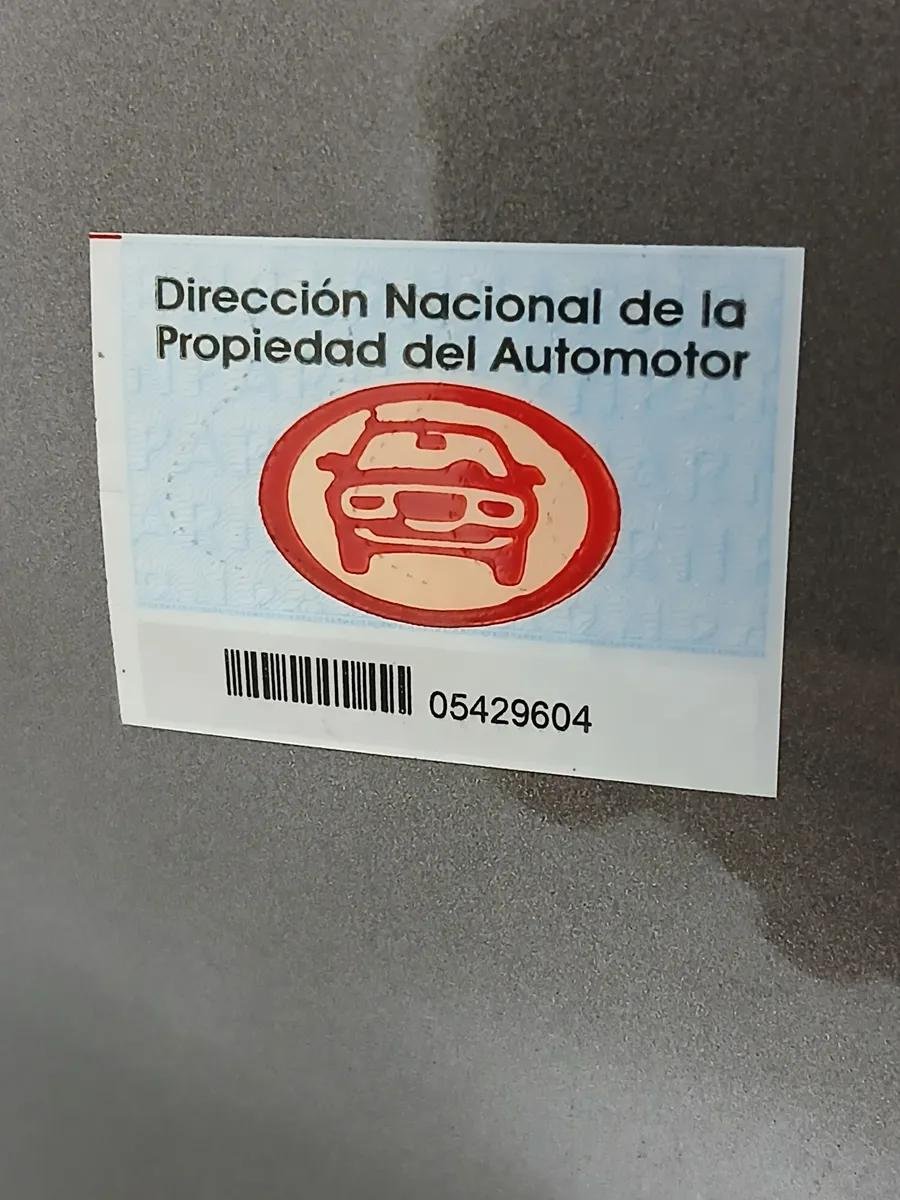 Dirección Nacional de la
Propiedad del Automotor
05429604